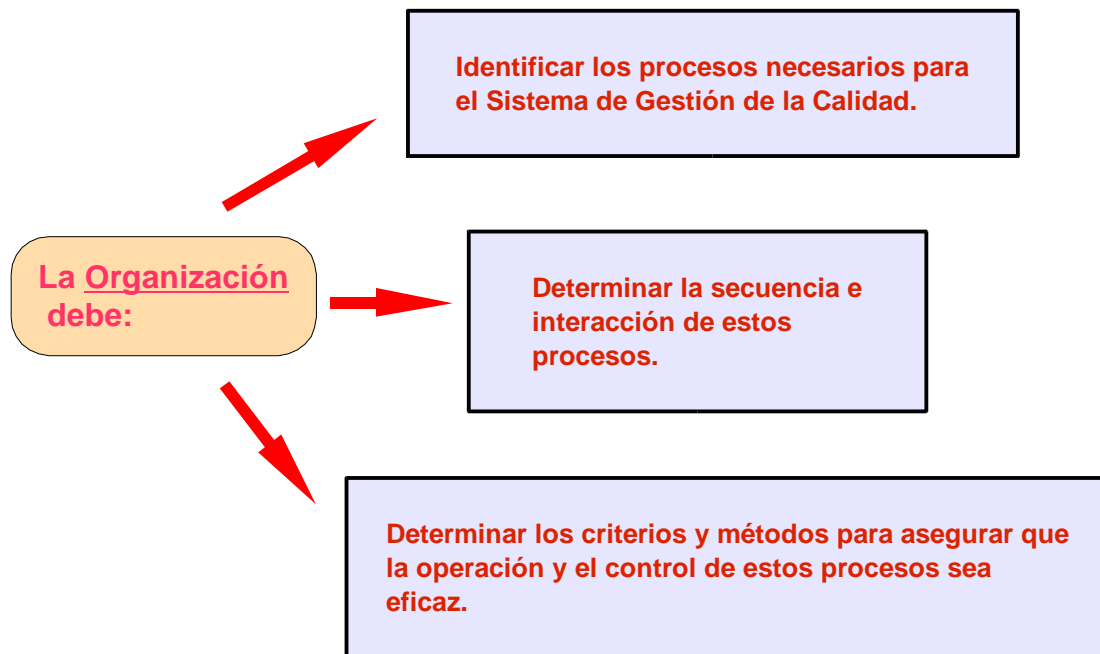 Identificar los procesos necesarios para
el Sistema de Gestión de la Calidad.
La Organización
debe:
Determinar la secuencia e
interacción de estos
procesos.
Determinar los criterios y métodos para asegurar que
la operación y el control de estos procesos sea
eficaz.